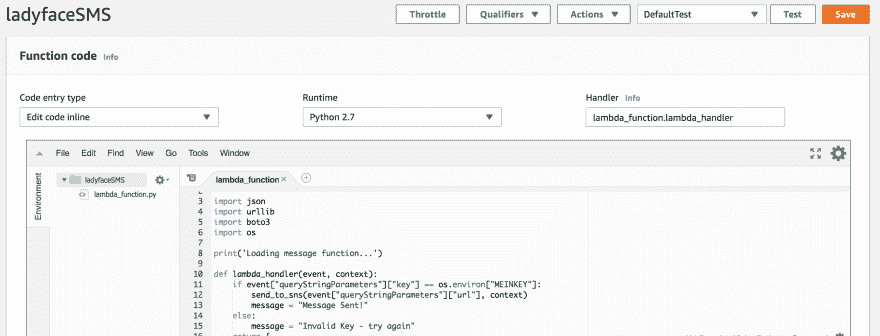 ladyfaceSMS
Throttle Qualifiers Actions DefaultTest Test Save
Function code Info
Code entry type Runtime Handler Info
Edit code inline Python 2.7 lambda_function.lambda_handler
File Edit Find View Go Tools Window
Environment
ladyfaceSMS
lambda_function.py
lambda_function
3 import json
4 import urllib
5 import boto3
6 import os
7
8 print('Loading message function...')
9
10 def lambda_handler(event, context):
11 if event["queryStringParameters"]["key"] == os.environ["MEINKEY"]:
12 send_to_sns(event["queryStringParameters"]["url"], context)
13 message = "Message Sent!"
14 else:
15 message = "Invalid Key - try again"